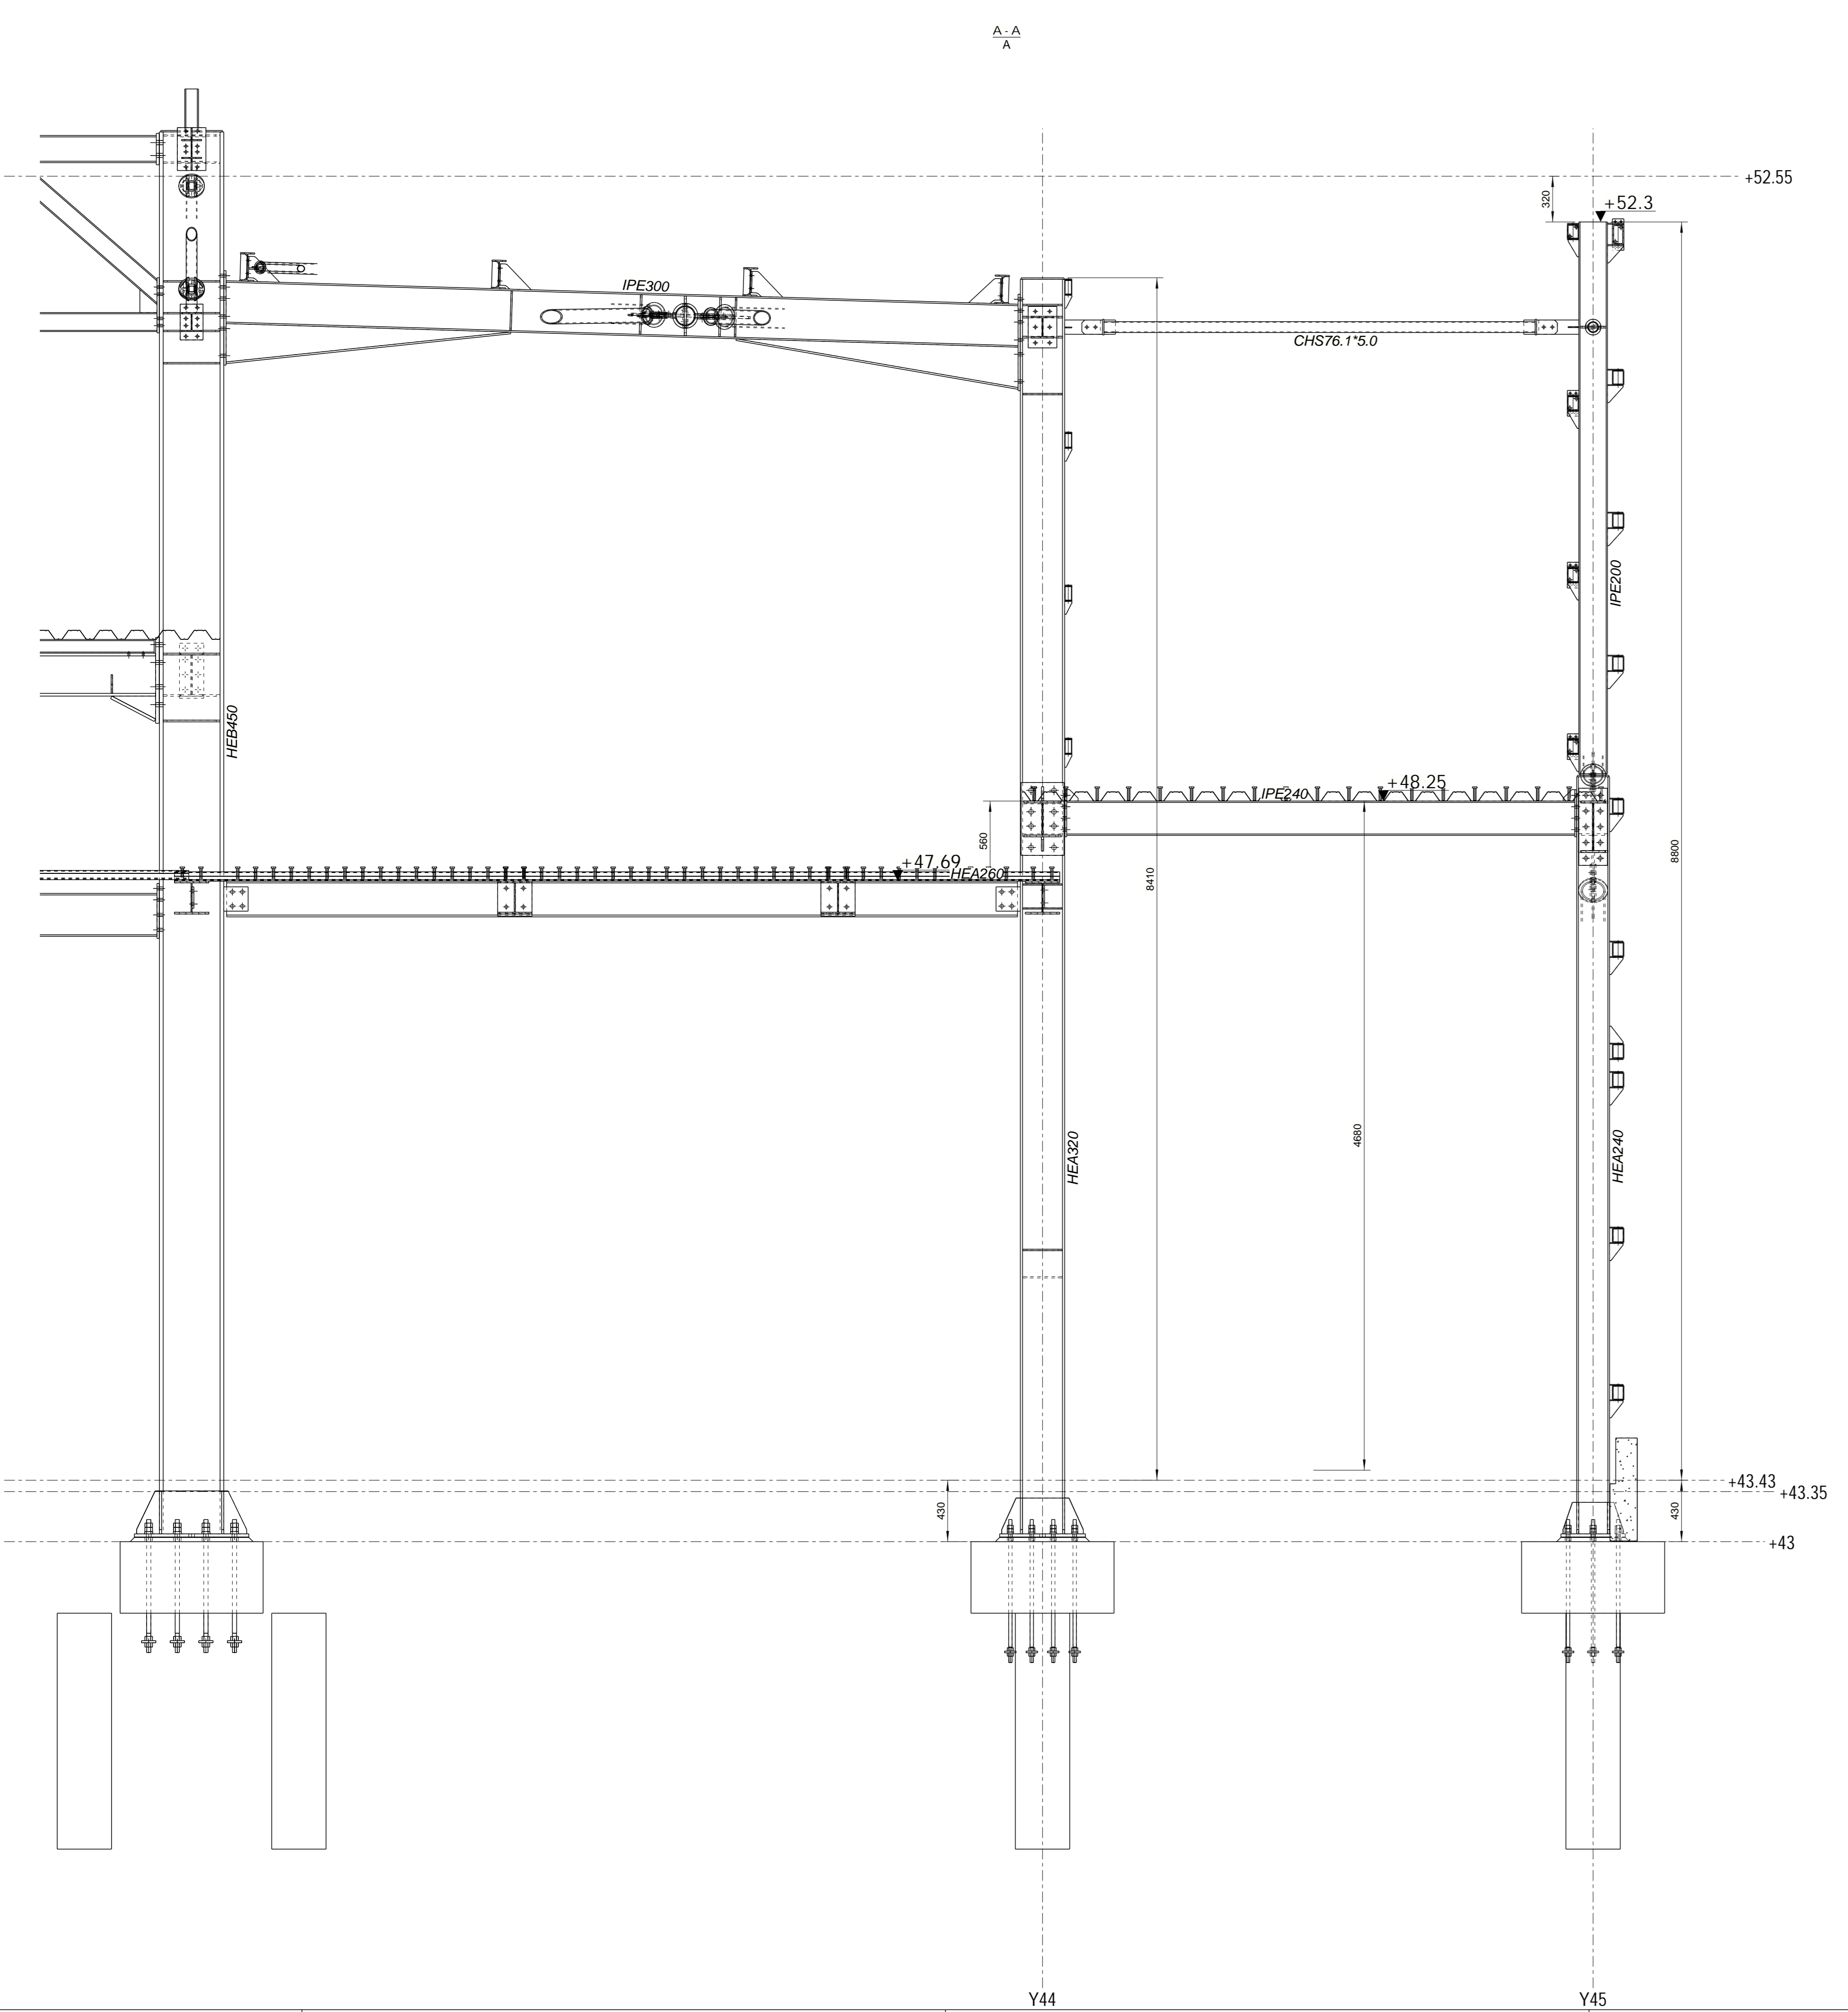 A - A
A
+52.55
320
+52.3
IPE300
CHS76.1*5.0
IPE200
HEB450
+48.25
IPE240
560
+47.69
HEA260
8410
8800
4680
HEA320
HEA240
+43.43
+43.35
430
430
+43
Y44
Y45